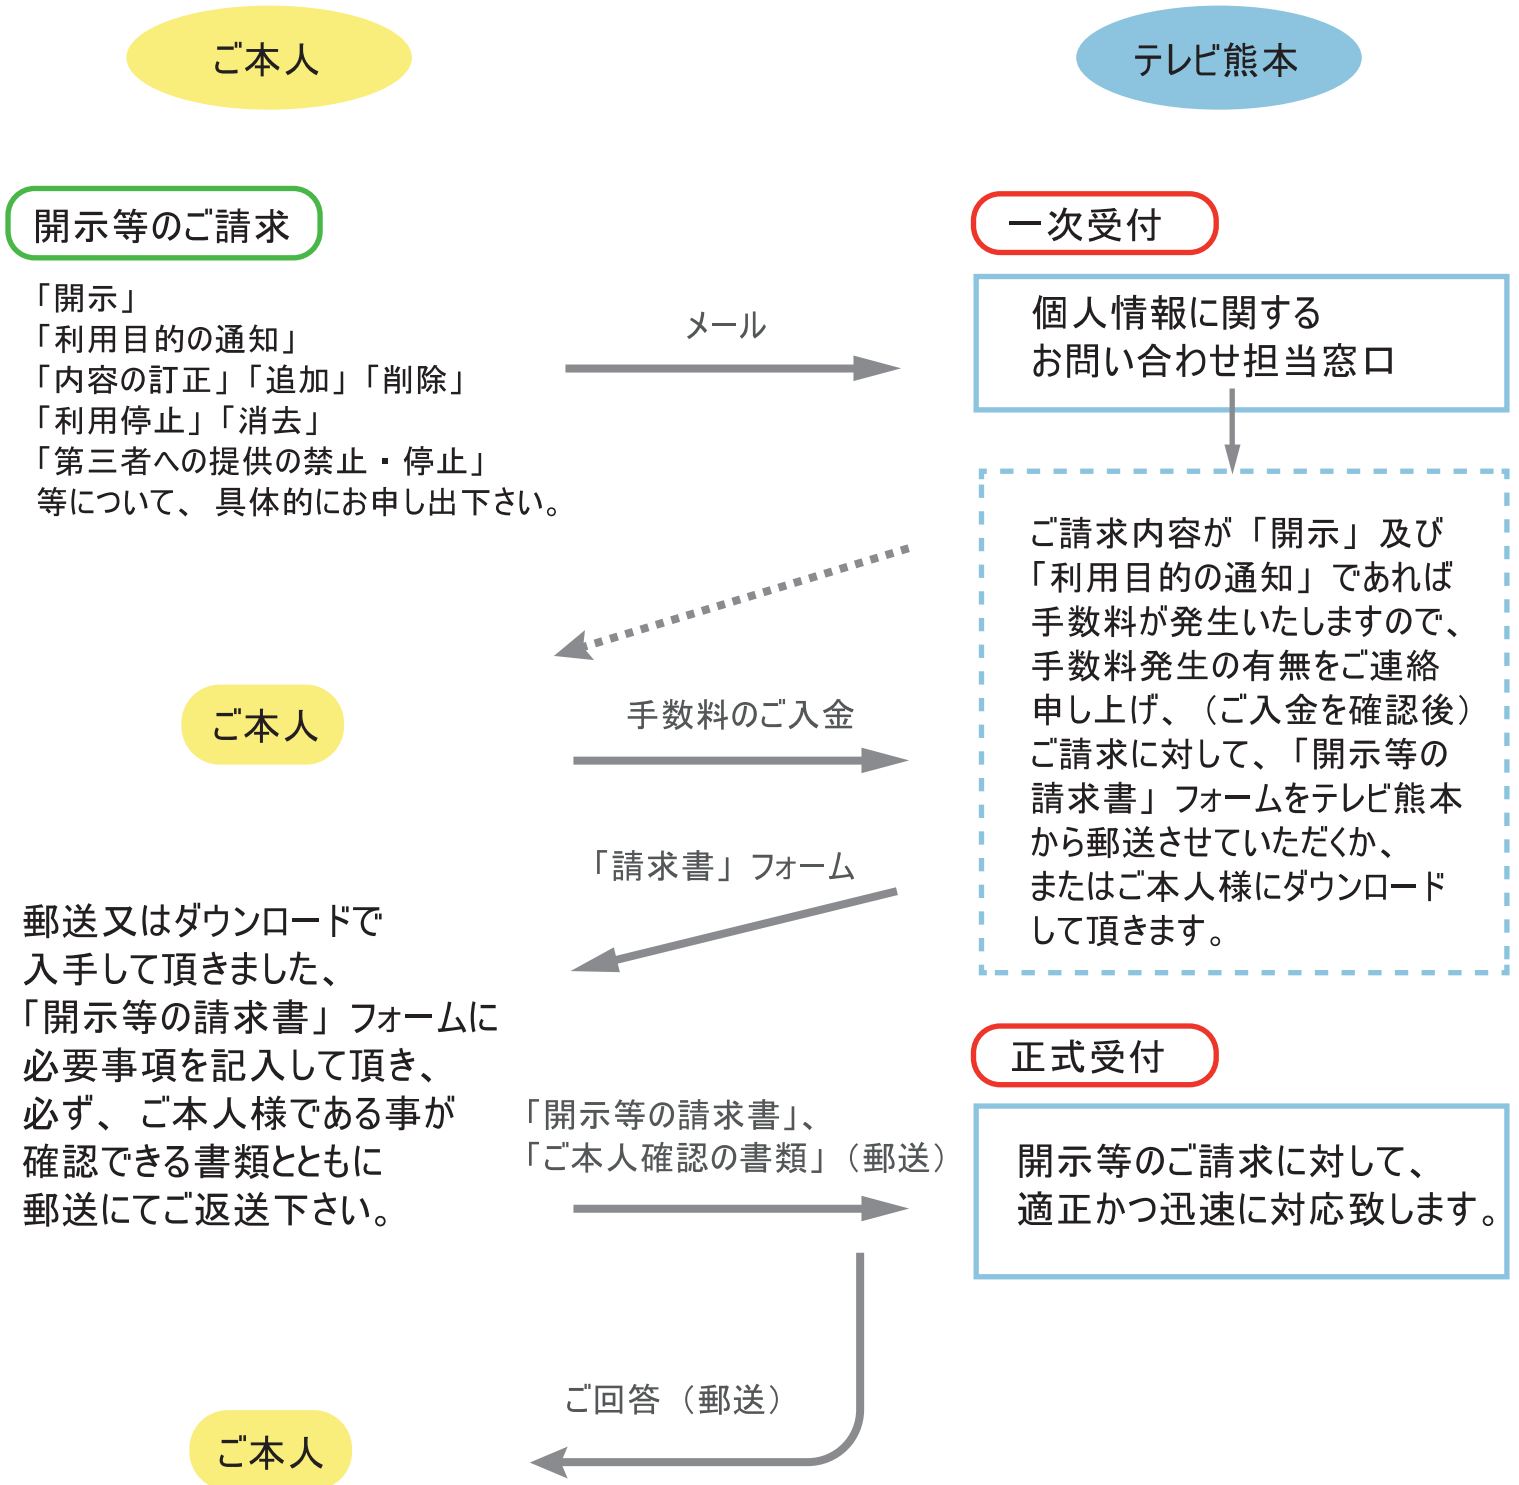 ご本人
テレビ熊本
開示等のご請求
「開示」
「利用目的の通知」
「内容の訂正」「追加」「削除」
「利用停止」「消去」
「第三者への提供の禁止・停止」
等について、具体的にお申し出下さい。
メール
一次受付
個人情報に関する
お問い合わせ担当窓口
ご請求内容が「開示」及び
「利用目的の通知」であれば
手数料が発生いたしますので、
手数料発生の有無をご連絡
申し上げ、（ご入金を確認後）
ご請求に対して、「開示等の
請求書」フォームをテレビ熊本
から郵送させていただくか、
またはご本人様にダウンロード
して頂きます。
ご本人
手数料のご入金
「請求書」フォーム
郵送又はダウンロードで
入手して頂きました、
「開示等の請求書」フォームに
必要事項を記入して頂き、
必ず、ご本人様である事が
確認できる書類とともに
郵送にてご返送下さい。
「開示等の請求書」、
「ご本人確認の書類」（郵送）
正式受付
開示等のご請求に対して、
適正かつ迅速に対応致します。
ご回答（郵送）
ご本人